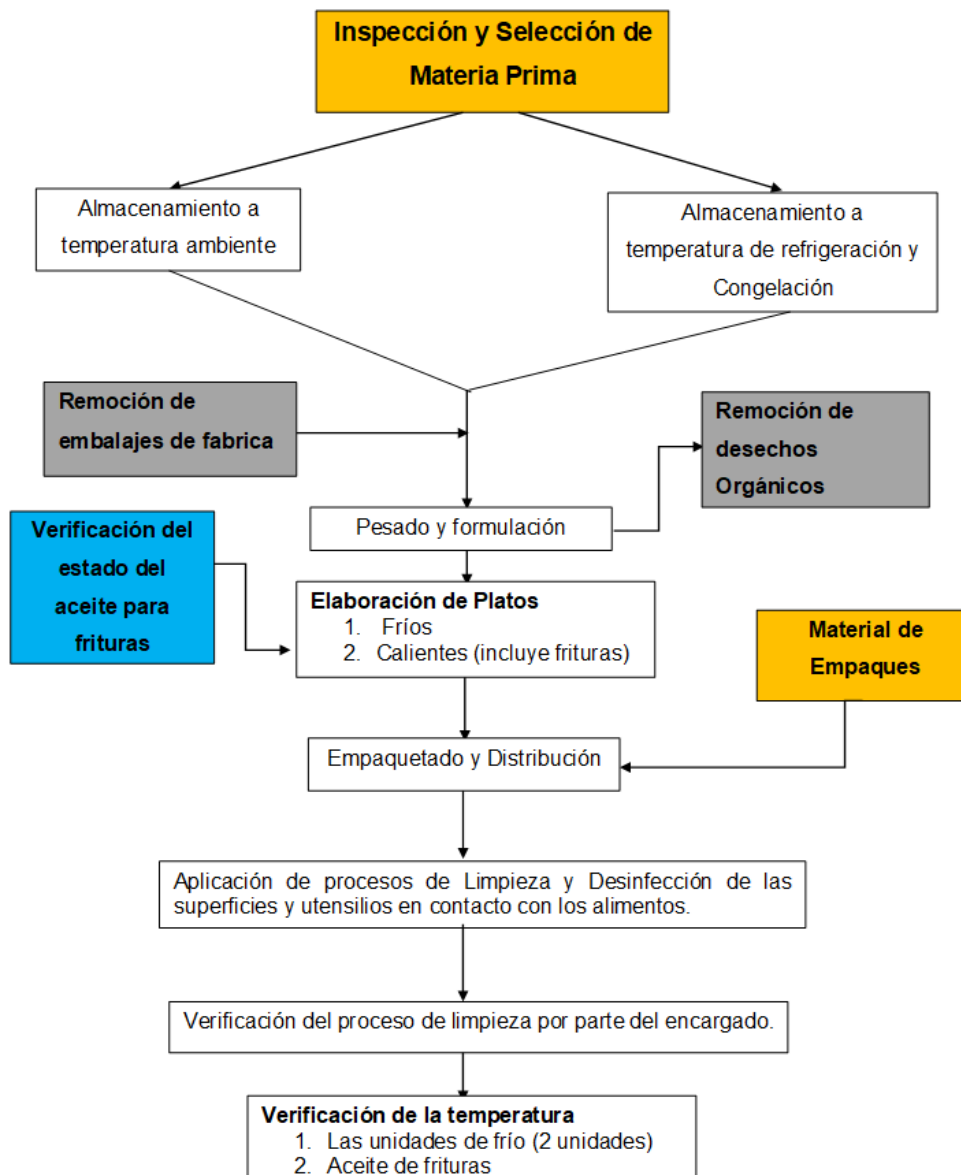 Inspección y Selección de
Materia Prima
Almacenamiento a
temperatura ambiente
Almacenamiento a
temperatura de refrigeración y
Congelación
Remoción de
embalajes de fabrica
Remoción de
desechos
Orgánicos
Pesado y formulación
Verificación del
estado del
aceite para
frituras
Elaboración de Platos
1. Fríos
2. Calientes (incluye frituras)
Material de
Empaques
Empaquetado y Distribución
Aplicación de procesos de Limpieza y Desinfección de las
superficies y utensilios en contacto con los alimentos.
Verificación del proceso de limpieza por parte del encargado.
Verificación de la temperatura
1. Las unidades de frío (2 unidades)
2. Aceite de frituras